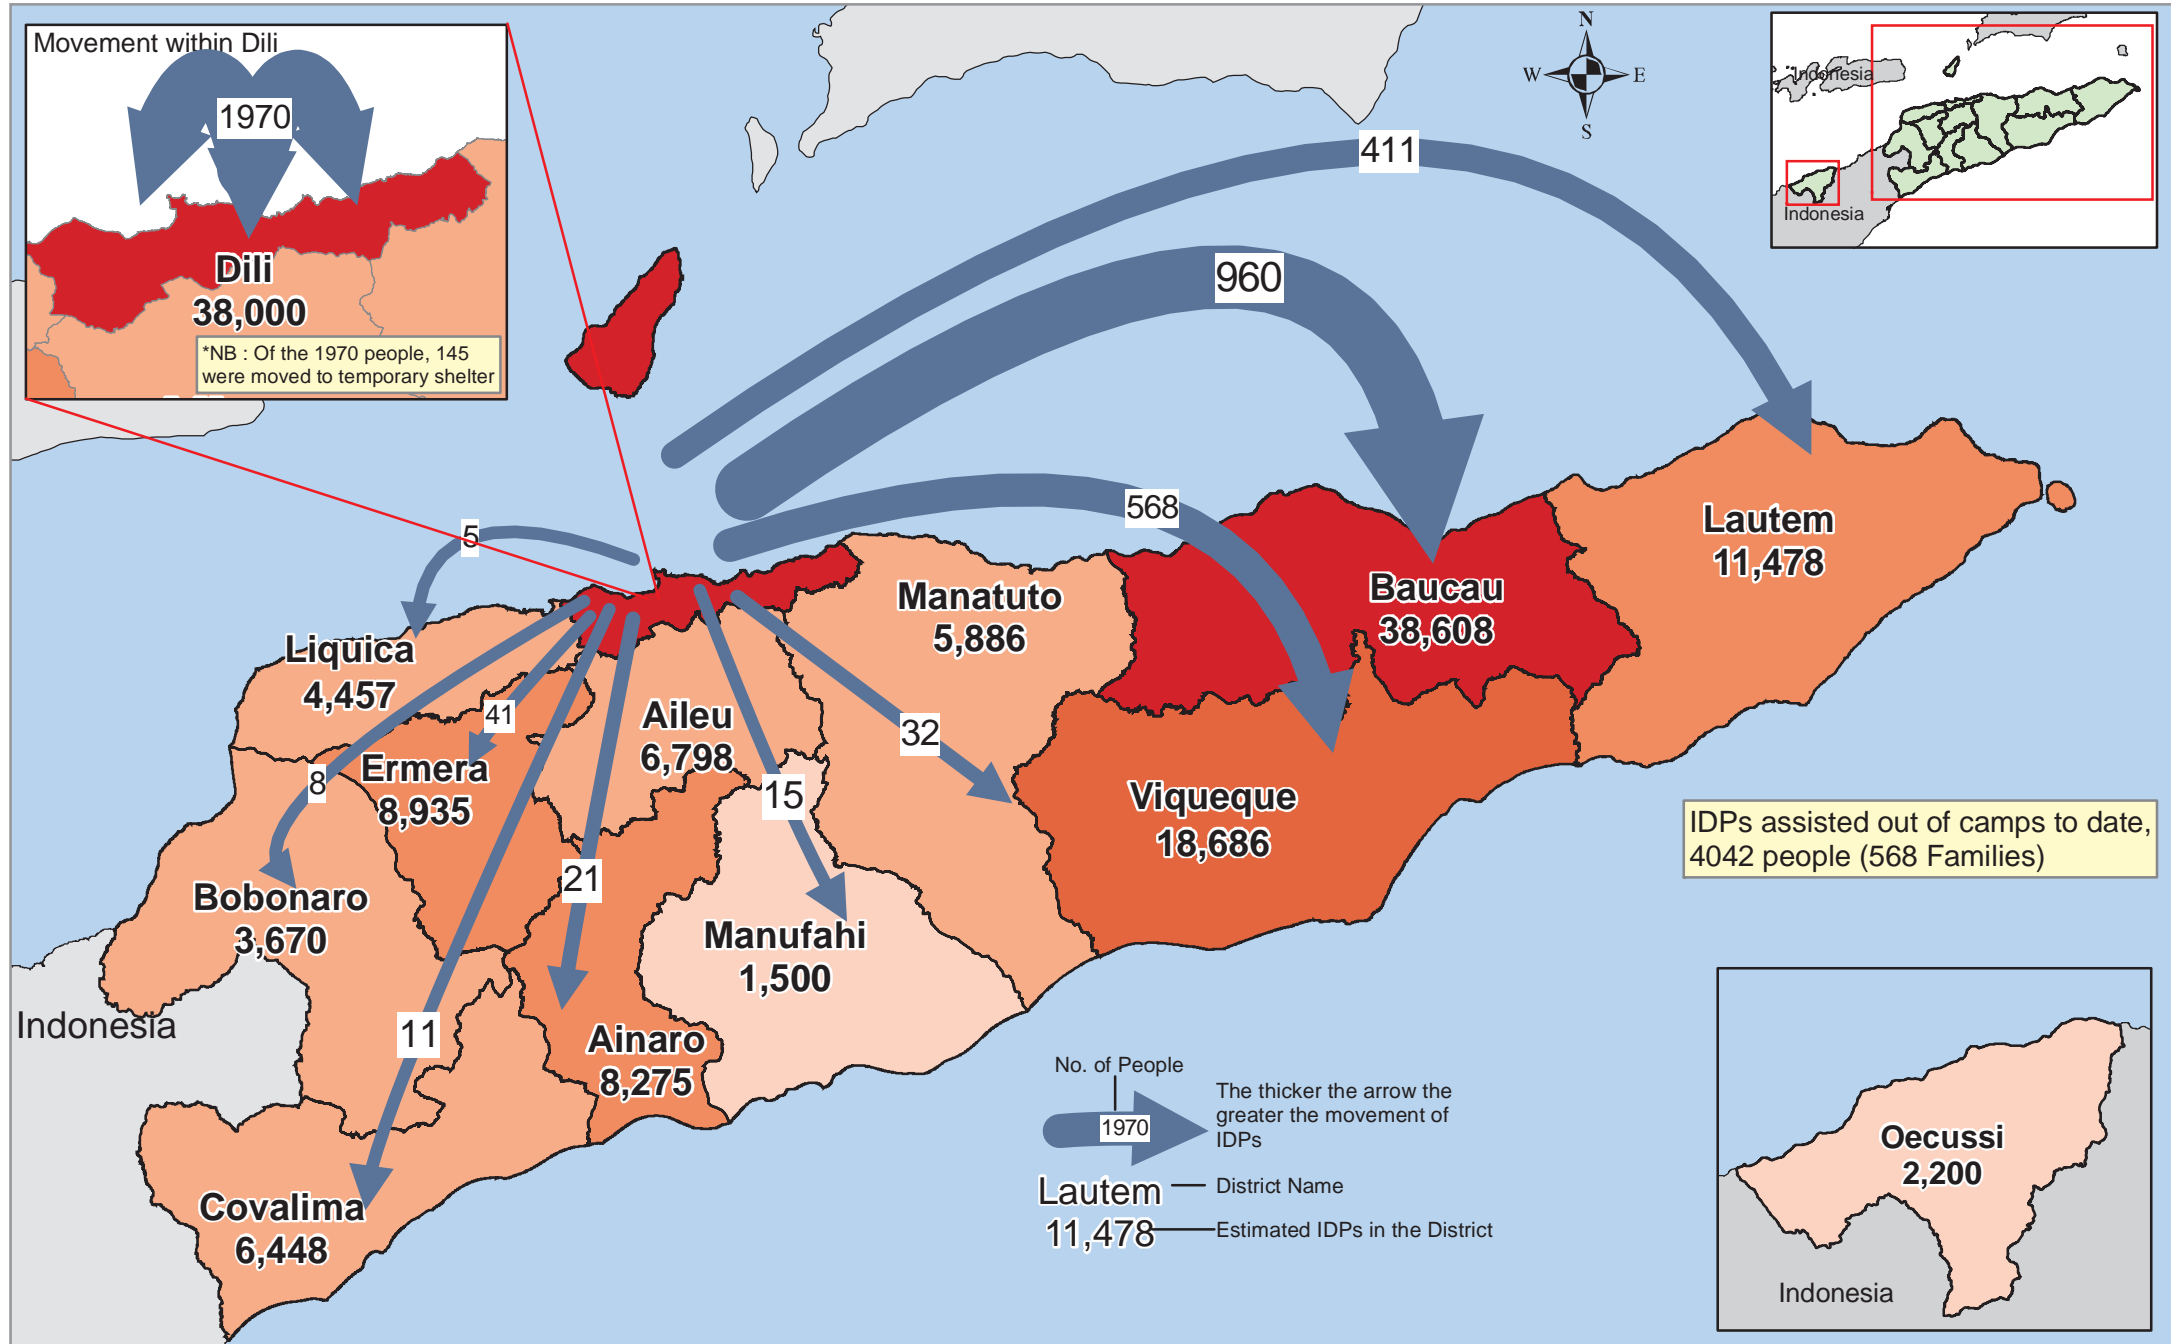 Movement within Dili
1970
Dili
38,000
*NB : Of the 1970 people, 145
were moved to temporary shelter
N
W
E
S
Indonesia
Indonesia
411
960
568
5
Lautem
11,478
Baucau
38,608
Manatuto
5,886
Liquica
4,457
41
Aileu
6,798
32
8
Ermera
8,935
15
Viqueque
18,686
IDPs assisted out of camps to date,
4042 people (568 Families)
21
Bobonaro
3,670
Manufahi
1,500
Indonesia
11
Ainaro
8,275
No. of People
1970
The thicker the arrow the
greater the movement of
IDPs
Lautem
District Name
11,478
Estimated IDPs in the District
Covalima
6,448
Oecussi
2,200
Indonesia